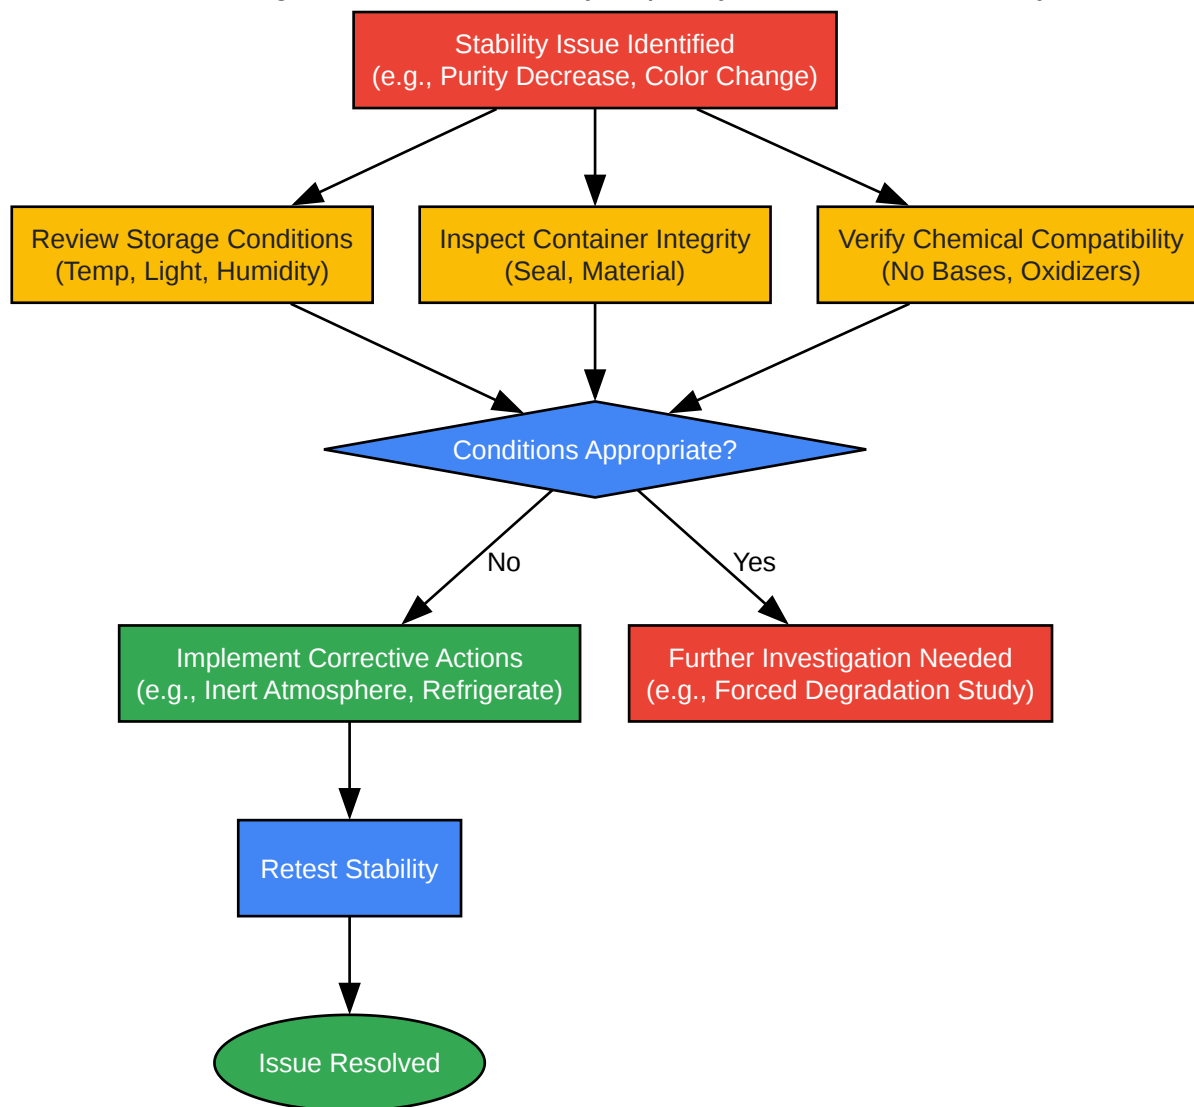 Stability Issue Identified
(e.g., Purity Decrease, Color Change)
Review Storage Conditions
(Temp, Light, Humidity)
Inspect Container Integrity
(Seal, Material)
Verify Chemical Compatibility
(No Bases, Oxidizers)
Conditions Appropriate?
No
Yes
Implement Corrective Actions
(e.g., Inert Atmosphere, Refrigerate)
Further Investigation Needed
(e.g., Forced Degradation Study)
Retest Stability
Issue Resolved